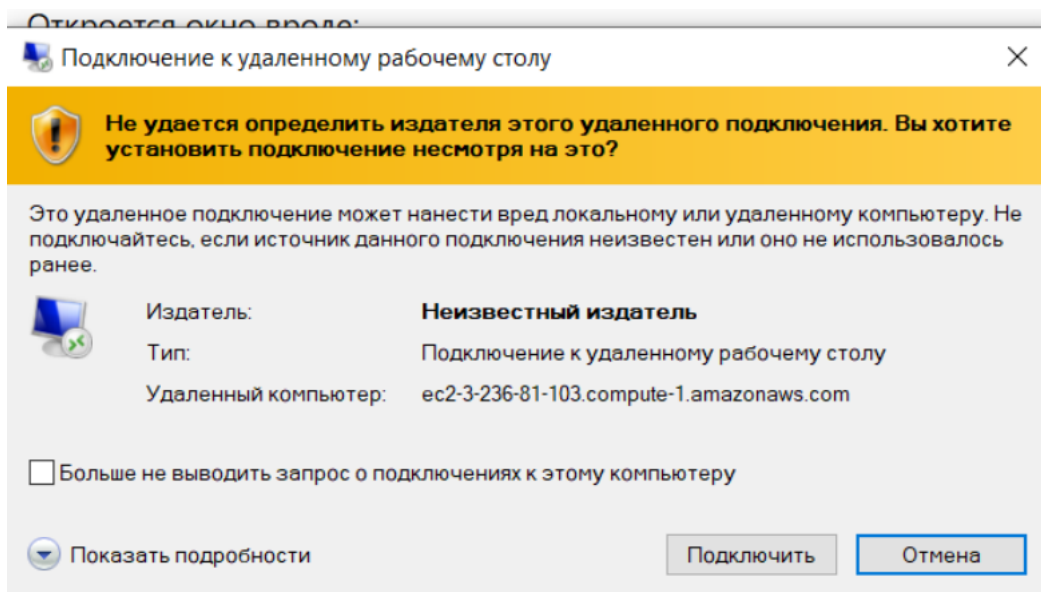 Откроется окно вроде:
Подключение к удаленному рабочему столу
Не удается определить издателя этого удаленного подключения. Вы хотите
установить подключение несмотря на это?
Это удаленное подключение может нанести вред локальному или удаленному компьютеру. Не
подключайтесь, если источник данного подключения неизвестен или оно не использовалось
ранее.
Издатель: Неизвестный издатель
Тип: Подключение к удаленному рабочему столу
Удаленный компьютер: ec2-3-236-81-103.compute-1.amazonaws.com
Больше не выводить запрос о подключениях к этому компьютеру
Показать подробности Подключить Отмена